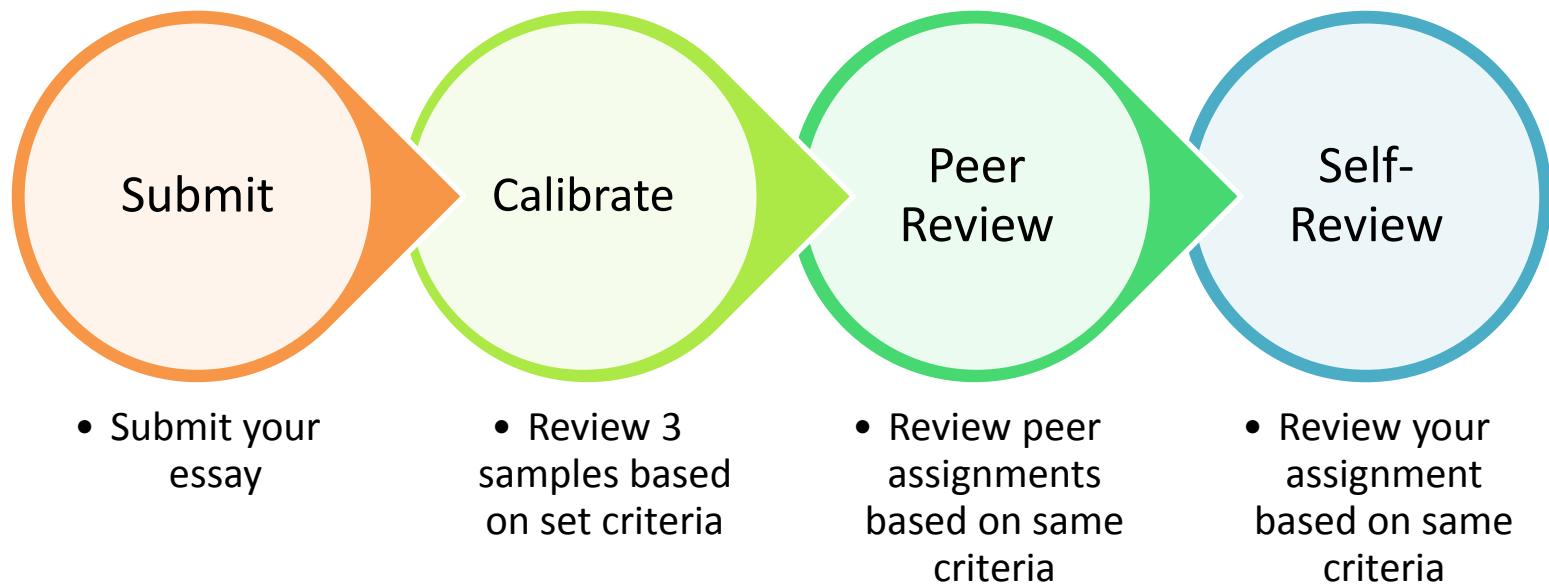 Submit
Calibrate
Peer
Review
Self-
Review
• Submit your
essay
• Review 3
samples based
on set criteria
• Review peer
assignments
based on same
criteria
• Review your
assignment
based on same
criteria